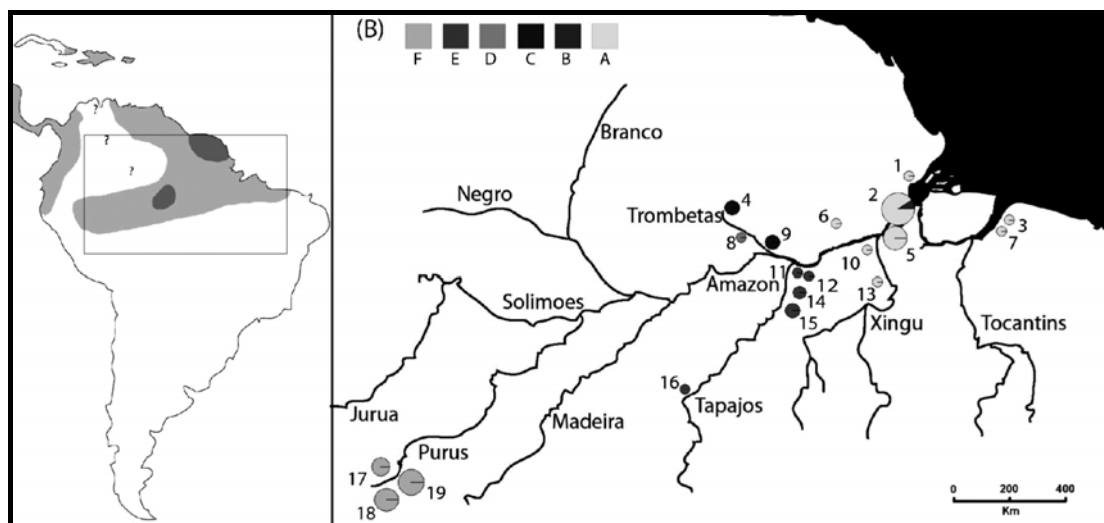 (B)
F E D C B A
?
?
?
Branco
Negro
Trombetas
Solimoes
Amazon
Jurua
Purus
Madeira
Tapajos
Xingu
Tocantins
1
2
3
4
5
6
7
8
9
10
11
12
13
14
15
16
17
18
19
0 200 400
Km